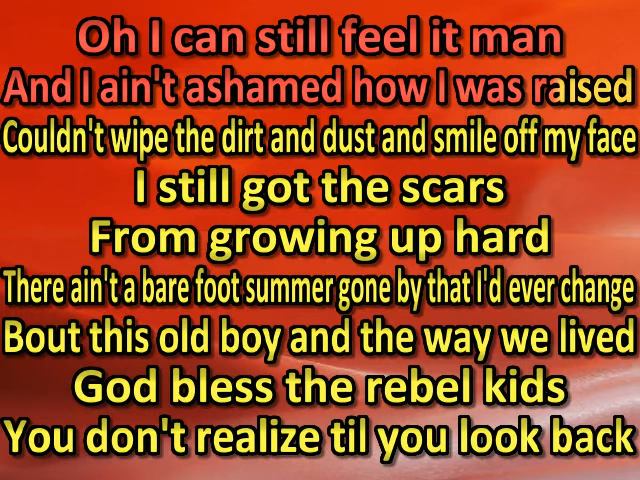 Oh I can still feel it man
And I ain't ashamed how I was raised
Couldn't wipe the dirt and dust and smile off my face
I still got the scars
From growing up hard
There ain't a bare foot summer gone by that I'd ever change
Bout this old boy and the way we lived
God bless the rebel kids
You don't realize til you look back